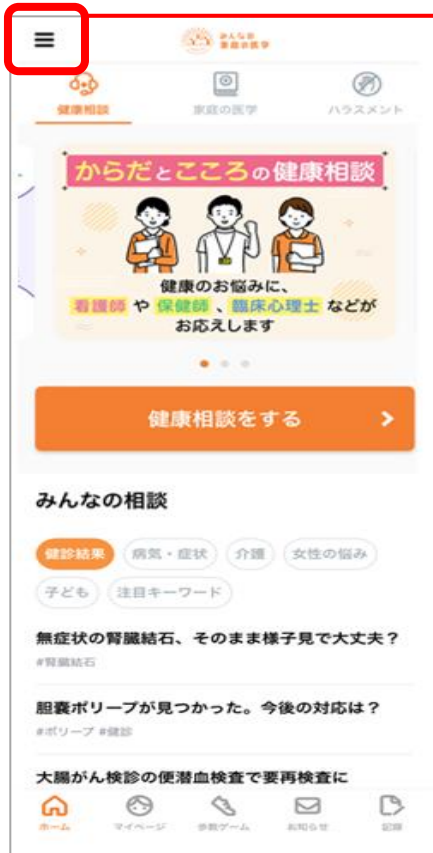 みんなの
家庭の医学
健康相談
家庭の医学
ハラスメント
からだとこころの健康相談
健康のお悩みに、
看護師 や 保健師 、臨床心理士 などが
お応えします
健康相談をする
みんなの相談
健診結果
病気・症状
介護
女性の悩み
子ども
注目キーワード
無症状の腎臓結石、そのまま様子見で大丈夫？
#腎臓結石
胆嚢ポリープが見つかった。今後の対応は？
#ポリープ #健診
大腸がん検診の便潜血検査で要再検査に
ホーム
マイページ
歩数ゲーム
お知らせ
記録